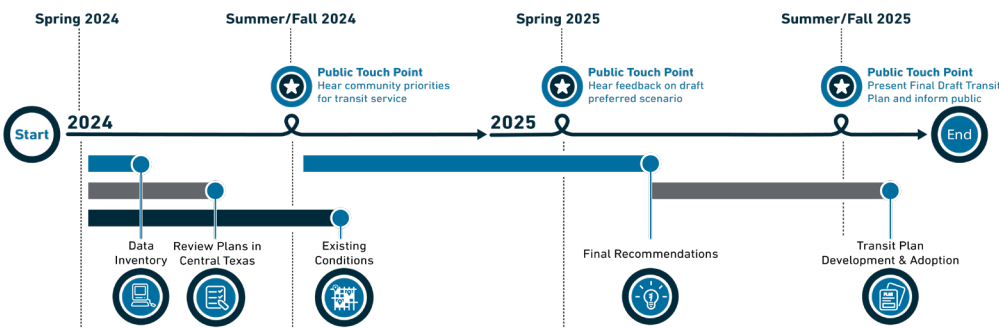 Spring 2024
Summer/Fall 2024
Spring 2025
Summer/Fall 2025
Public Touch Point
Hear community priorities
for transit service
Public Touch Point
Hear feedback on draft
preferred scenario
Public Touch Point
Present Final Draft Transit
Plan and inform public
Start
2024
2025
End
Data
Inventory
Review Plans in
Central Texas
Existing
Conditions
Final Recommendations
Transit Plan
Development & Adoption
PLAN